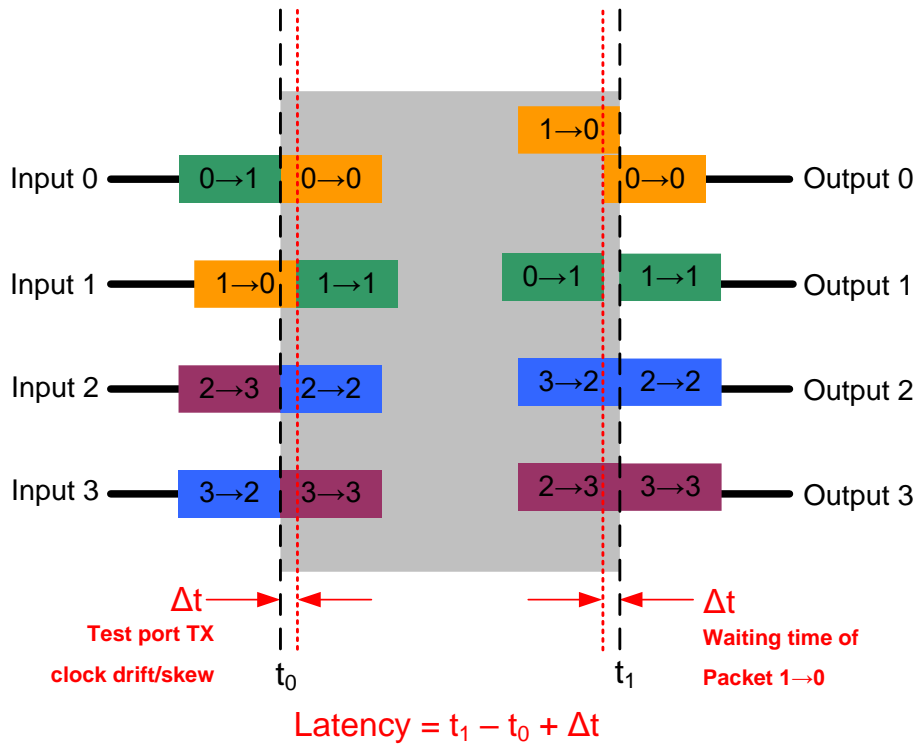 1→0
Input 0 0→1 0→0 0→0 Output 0
Input 1 1→0 1→1 0→1 1→1 Output 1
Input 2 2→3 2→2 3→2 2→2 Output 2
Input 3 3→2 3→3 2→3 3→3 Output 3
Δt Δt
Test port TX Waiting time of
clock drift/skew Packet 1→0
t₀ t₁
Latency = t₁ – t₀ + Δt